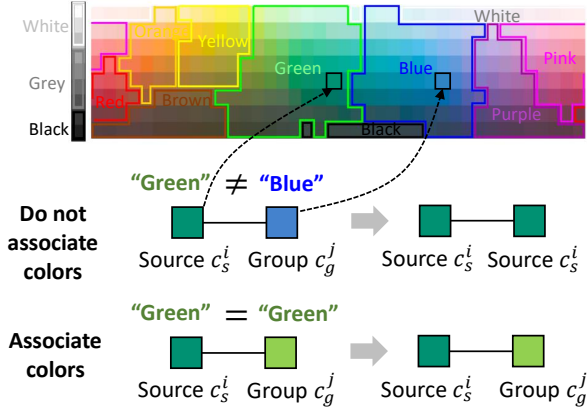 White
Grey
Black
Orange
Yellow
Green
Blue
White
Pink
Red
Brown
Purple
Black
“Green” ≠ “Blue”
Do not
associate
colors
Source c_s^i Group c_g^j Source c_s^i Source c_s^i
“Green” = “Green”
Associate
colors
Source c_s^i Group c_g^j Source c_s^i Group c_g^j